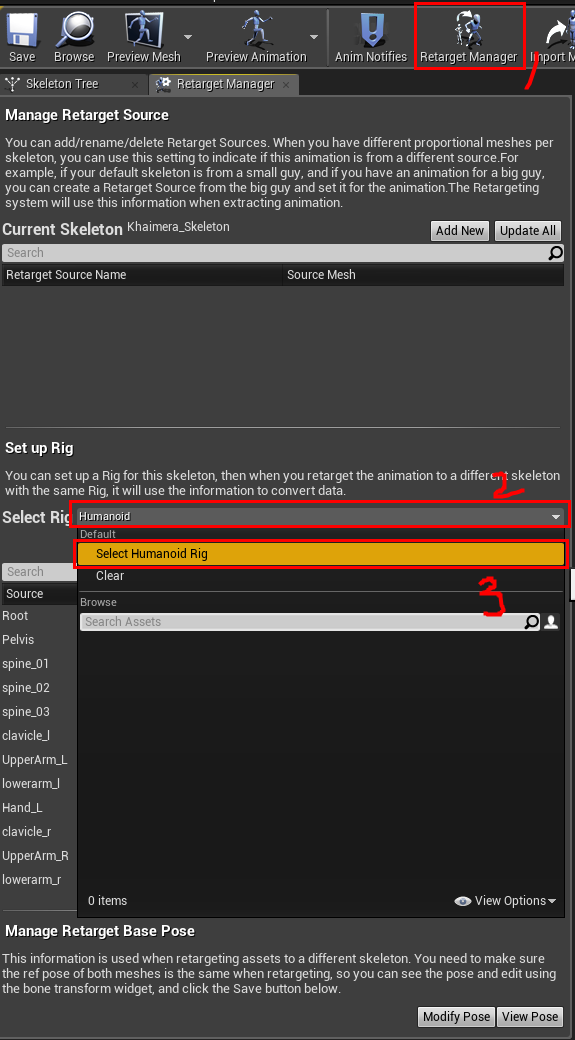 Save Browse Preview Mesh Preview Animation Anim Notifies Retarget Manager Import M
1
Skeleton Tree × Retarget Manager ×
Manage Retarget Source
You can add/rename/delete Retarget Sources. When you have different proportional meshes per
skeleton, you can use this setting to indicate if this animation is from a different source.For
example, if your default skeleton is from a small guy, and if you have an animation for a big guy,
you can create a Retarget Source from the big guy and set it for the animation.The Retargeting
system will use this information when extracting animation.
Current Skeleton Khaimera_Skeleton Add New Update All
Search
Retarget Source Name Source Mesh
Set up Rig
You can set up a Rig for this skeleton, then when you retarget the animation to a different skeleton
with the same Rig, it will use the information to convert data.
2
Select Rig Humanoid
Default
Select Humanoid Rig
Search Clear
3
Source Browse
Root Search Assets
Pelvis
spine_01
spine_02
spine_03
clavicle_l
UpperArm_L
lowerarm_l
Hand_L
clavicle_r
UpperArm_R
lowerarm_r
0 items View Options
Manage Retarget Base Pose
This information is used when retargeting assets to a different skeleton. You need to make sure
the ref pose of both meshes is the same when retargeting, so you can see the pose and edit using
the bone transform widget, and click the Save button below.
Modify Pose View Pose